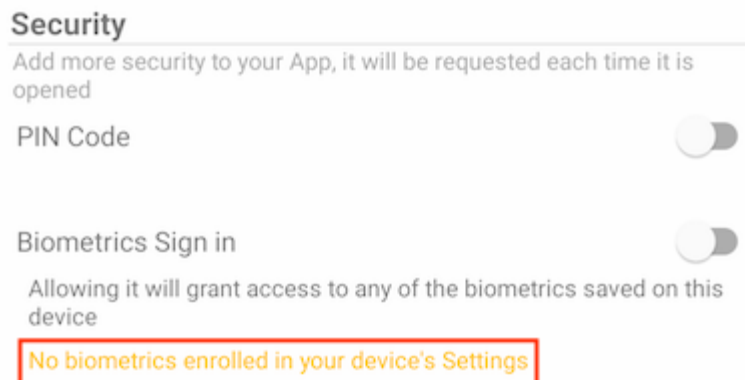 Security
Add more security to your App, it will be requested each time it is
opened
PIN Code
Biometrics Sign in
Allowing it will grant access to any of the biometrics saved on this
device
No biometrics enrolled in your device's Settings